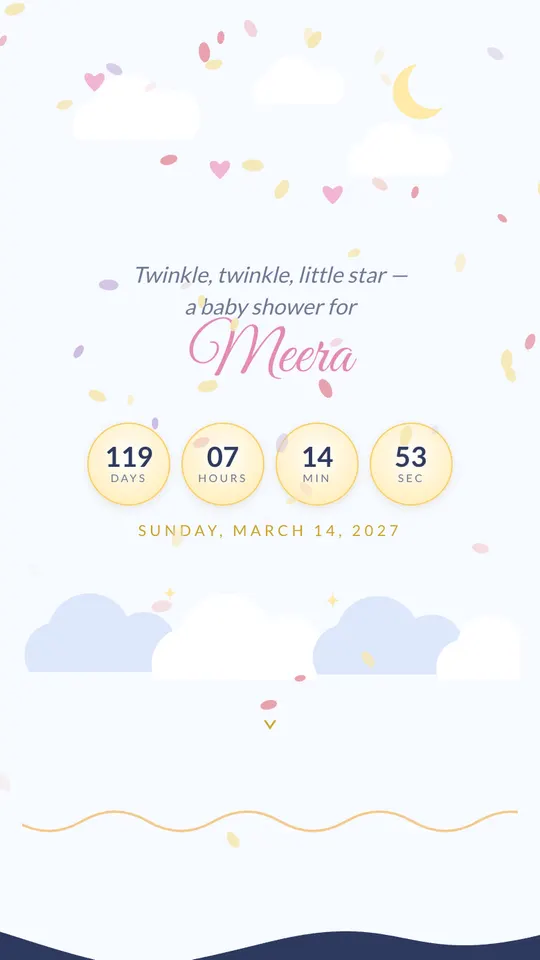 Twinkle, twinkle, little star —
a baby shower for
Meera
119 07 14 53
DAYS HOURS MIN SEC
SUNDAY, MARCH 14, 2027